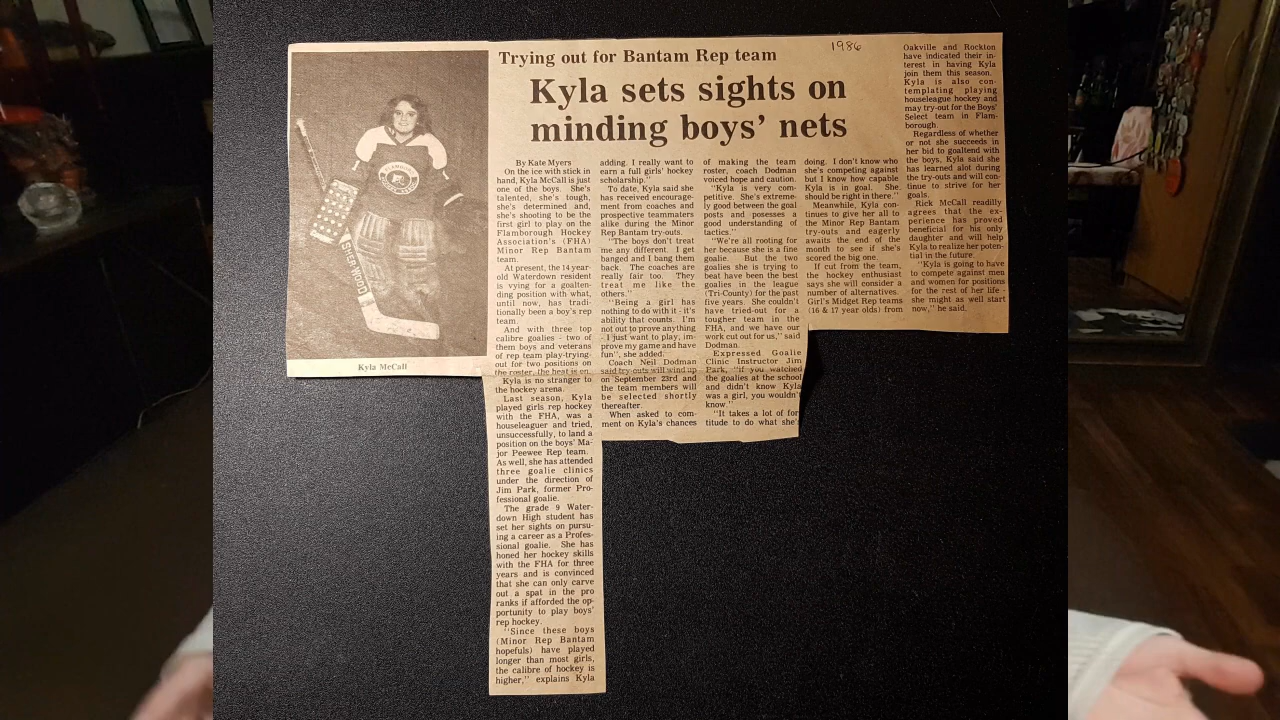 1986
Trying out for Bantam Rep team
Kyla sets sights on
minding boys' nets
SHERWOOD
Kyla McCall
By Kate Myers
On the ice with stick in
hand, Kyla McCall is just
one of the boys. She's
talented, she's tough,
she's determined and,
she's shooting to be the
first girl to play on the
Flamborough Hockey
Association's (FHA)
Minor Rep Bantam
team.
At present, the 14 year-
old Waterdown resident
is vying for a goalten-
ding position with what,
until now, has tradi-
tionally been a boy's rep
team.
And with three top
calibre goalies - two of
them boys and veterans
of rep team play-trying-
out for two positions on
the roster, the heat is on.
Kyla is no stranger to
the hockey arena.
Last season, Kyla
played girls rep hockey
with the FHA, was a
houseleaguer and tried,
unsuccessfully, to land a
position on the boys' Ma-
jor Peewee Rep team.
As well, she has attended
three goalie clinics
under the direction of
Jim Park, former Pro-
fessional goalie.
The grade 9 Water-
down High student has
set her sights on pursu-
ing a career as a Profes-
sional goalie. She has
honed her hockey skills
with the FHA for three
years and is convinced
that she can only carve
out a spat in the pro
ranks if afforded the op-
portunity to play boys'
rep hockey.
"Since these boys
(Minor Rep Bantam
hopefuls) have played
longer than most girls,
the calibre of hockey is
higher," explains Kyla
adding. I really want to
earn a full girls' hockey
scholarship."
To date, Kyla said she
has received encourage-
ment from coaches and
prospective teammaters
alike during the Minor
Rep Bantam try-outs.
"The boys don't treat
me any different. I get
banged and I bang them
back. The coaches are
really fair too. They
treat me like the
others."
"Being a girl has
nothing to do with it - it's
ability that counts. I'm
not out to prove anything
- I just want to play, im-
prove my game and have
fun", she added.
Coach Neil Dodman
said try-outs will wind up
on September 23rd and
the team members will
be selected shortly
thereafter.
When asked to com-
ment on Kyla's chances
of making the team
roster, coach Dodman
voiced hope and caution.
"Kyla is very com-
petitive. She's extreme-
ly good between the goal
posts and posesses a
good understanding of
tactics."
"We're all rooting for
her because she is a fine
goalie. But the two
goalies she is trying to
beat have been the best
goalies in the league
(Tri-County) for the past
five years. She couldn't
have tried-out for a
tougher team in the
FHA, and we have our
work cut out for us," said
Dodman.
Expressed Goalie
Clinic Instructor Jim
Park, "if you watched
the goalies at the school
and didn't know Kyla
was a girl, you wouldn't
know."
"It takes a lot of for-
titude to do what she's
doing. I don't know who
she's competing against
but I know how capable
Kyla is in goal. She
should be right in there."
Meanwhile, Kyla con-
tinues to give her all to
the Minor Rep Bantam
try-outs and eagerly
awaits the end of the
month to see if she's
scored the big one.
If cut from the team,
the hockey enthusiast
says she will consider a
number of alternatives.
Girl's Midget Rep teams
(16 & 17 year olds) from
Oakville and Rockton
have indicated their in-
terest in having Kyla
join them this season.
Kyla is also con-
templating playing
houseleague hockey and
may try-out for the Boys'
Select team in Flam-
borough.
Regardless of whether
or not she succeeds in
her bid to goaltend with
the boys, Kyla said she
has learned alot during
the try-outs and will con-
tinue to strive for her
goals.
Rick McCall readily
agrees that the ex-
perience has proved
beneficial for his only
daughter and will help
Kyla to realize her poten-
tial in the future.
"Kyla is going to have
to compete against men
and women for positions
for the rest of her life -
she might as well start
now," he said.